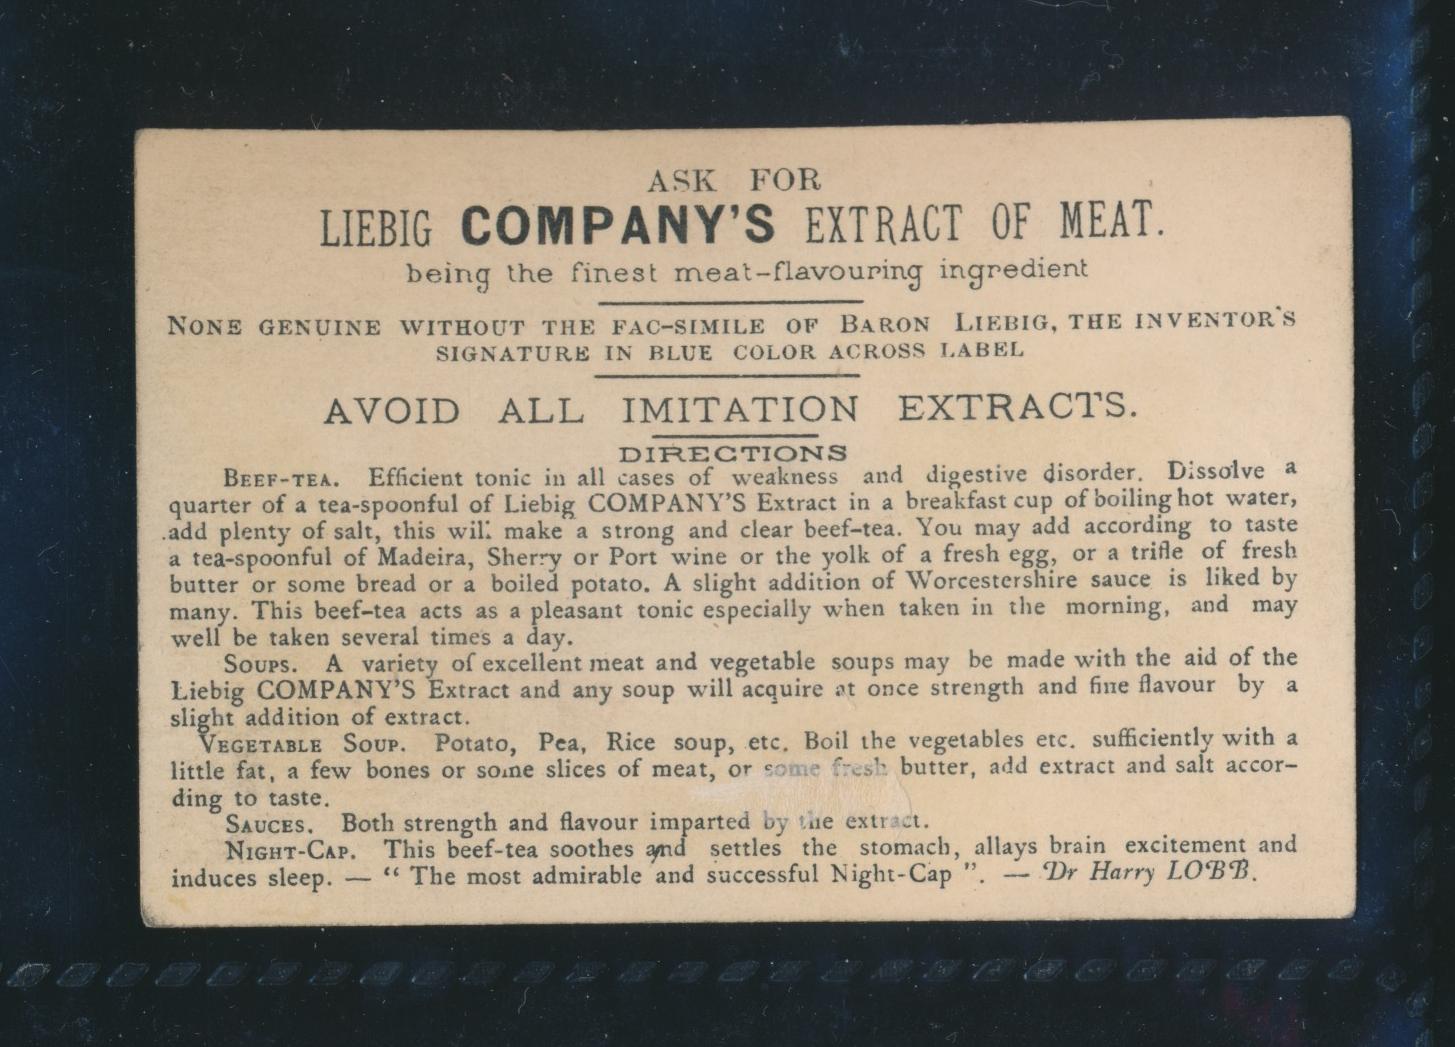 ASK FOR
LIEBIG COMPANY'S EXTRACT OF MEAT.
being the finest meat-flavouring ingredient
NONE GENUINE WITHOUT THE FAC-SIMILE OF BARON LIEBIG, THE INVENTOR'S
SIGNATURE IN BLUE COLOR ACROSS LABEL
AVOID ALL IMITATION EXTRACTS.
DIRECTIONS
BEEF-TEA. Efficient tonic in all cases of weakness and digestive disorder. Dissolve a
quarter of a tea-spoonful of Liebig COMPANY'S Extract in a breakfast cup of boiling hot water,
add plenty of salt, this will make a strong and clear beef-tea. You may add according to taste
a tea-spoonful of Madeira, Sherry or Port wine or the yolk of a fresh egg, or a trifle of fresh
butter or some bread or a boiled potato. A slight addition of Worcestershire sauce is liked by
many. This beef-tea acts as a pleasant tonic especially when taken in the morning, and may
well be taken several times a day.
SOUPS. A variety of excellent meat and vegetable soups may be made with the aid of the
Liebig COMPANY'S Extract and any soup will acquire at once strength and fine flavour by a
slight addition of extract.
VEGETABLE SOUP. Potato, Pea, Rice soup, etc. Boil the vegetables etc. sufficiently with a
little fat, a few bones or some slices of meat, or some fresh butter, add extract and salt accor-
ding to taste.
SAUCES. Both strength and flavour imparted by the extract.
NIGHT-CAP. This beef-tea soothes and settles the stomach, allays brain excitement and
induces sleep. — “ The most admirable and successful Night-Cap ”. — Dr Harry LOBB.